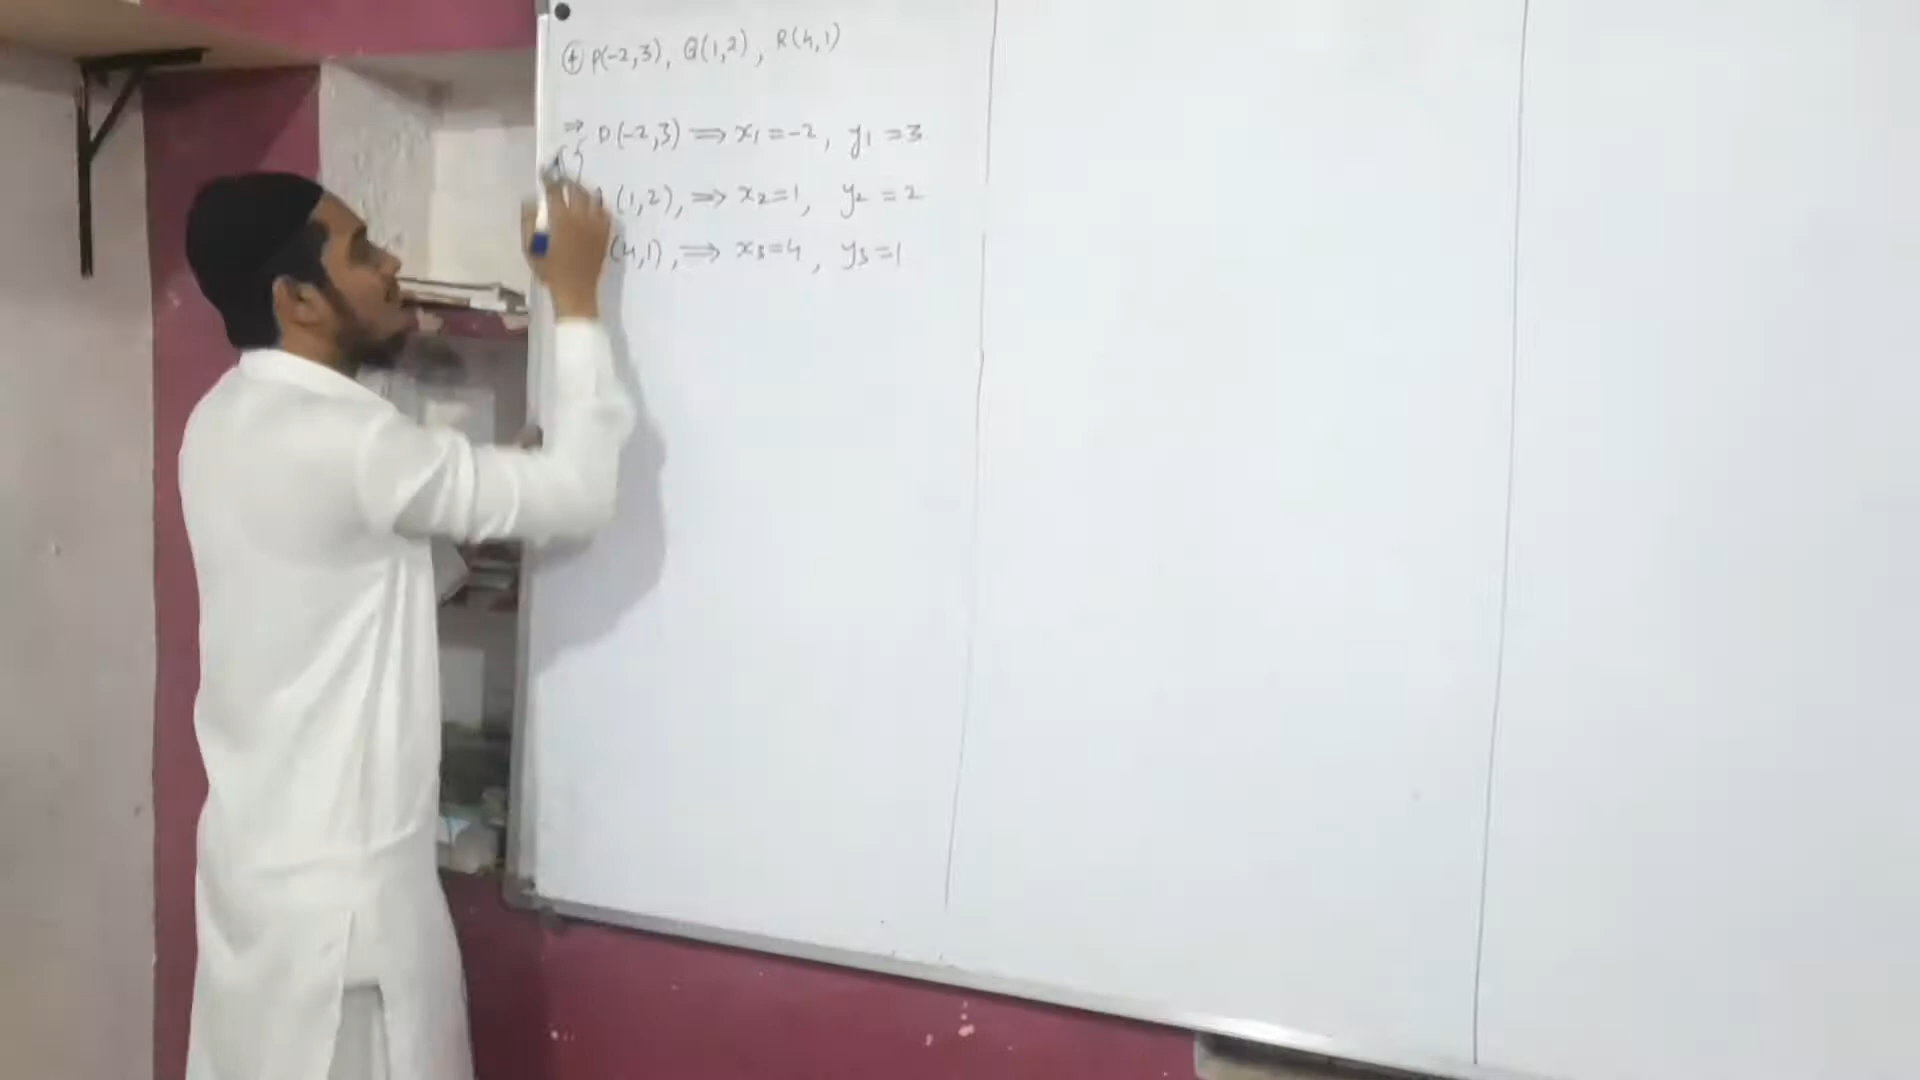 ④ P(-2,3), Q(1,2), R(4,1)
⇒ P(-2,3) ⟹ x₁=-2, y₁=3
(1,2), ⟹ x₂=1, y₂=2
(4,1), ⟹ x₃=4, y₃=1